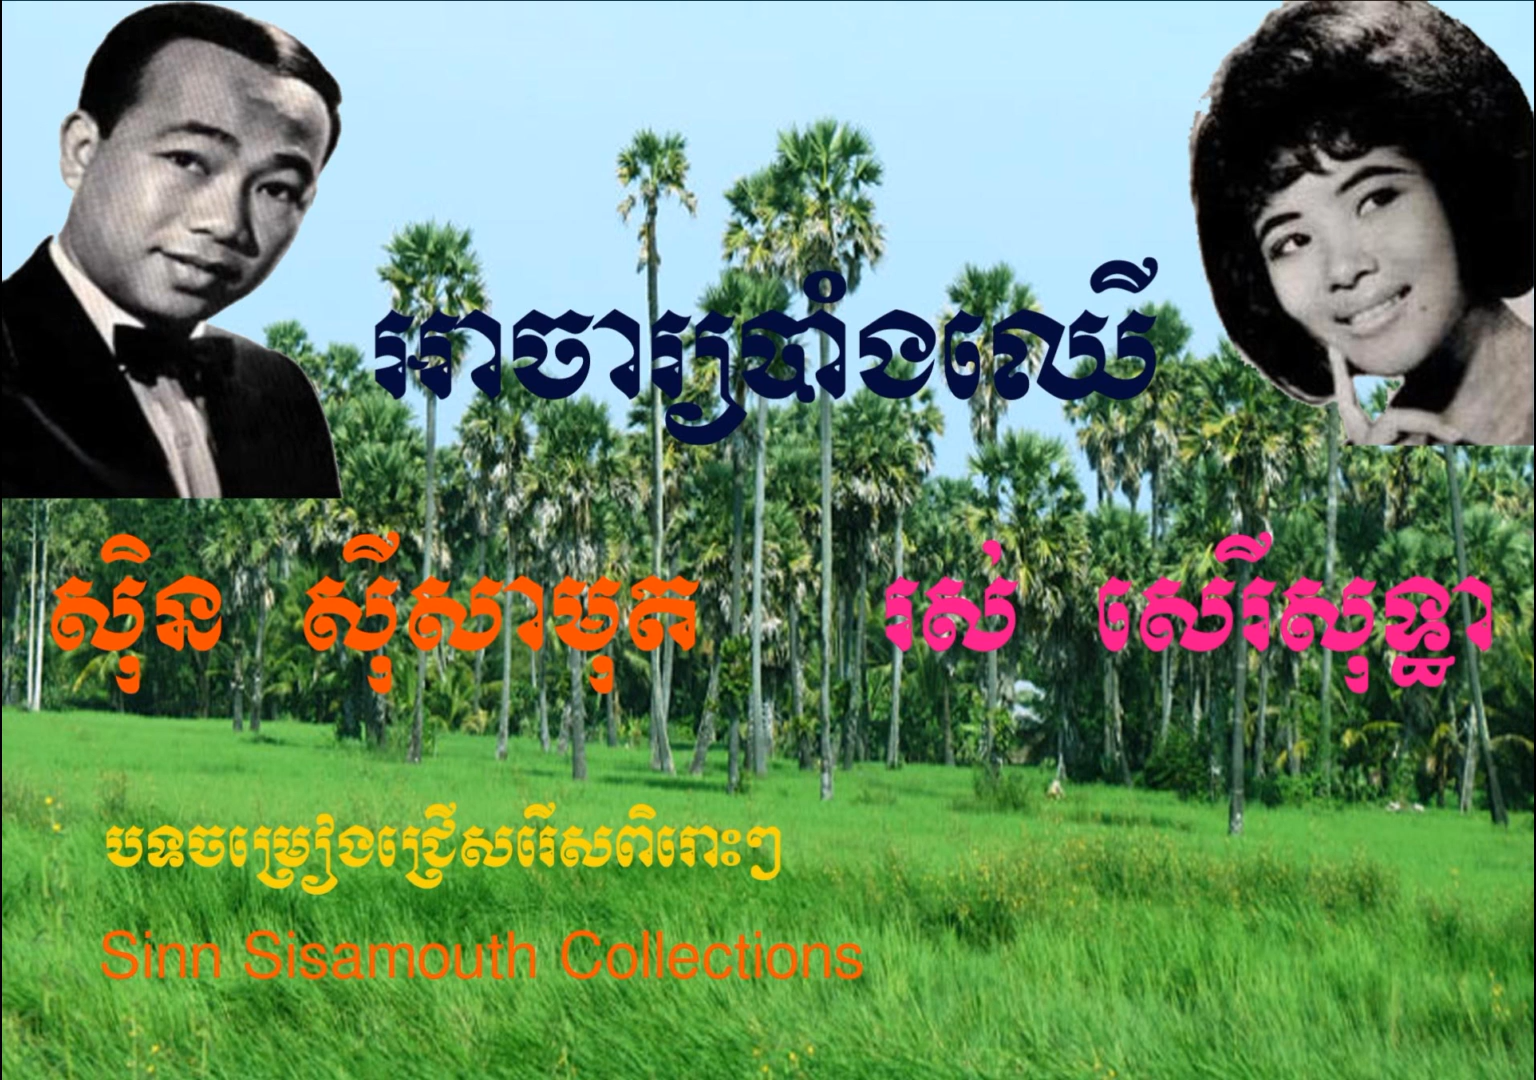 អាចារ្យបាំងឈើ
ស៊ិន ស៊ីសាមុត រស់ សេរីសុទ្ធា
បទចម្រៀងជ្រើសរើសពិរោះៗ
Sinn Sisamouth Collections